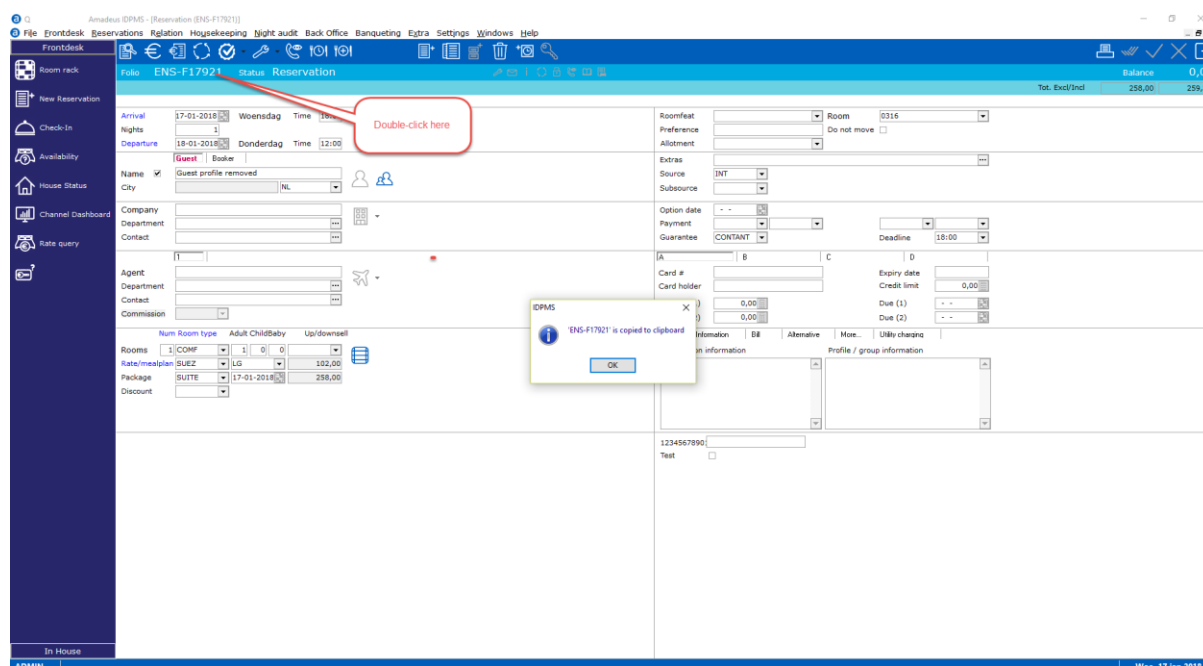 Amadeus IDPMS - [Reservation (ENS-F17921)]
File Frontdesk Reservations Relation Housekeeping Night audit Back Office Banqueting Extra Settings Windows Help
Frontdesk
Folio ENS-F17921 Status Reservation Balance 0,0
Tot. Excl/Incl 258,00 259,
Room rack
New Reservation
Check-In
Availability
House Status
Channel Dashboard
Rate query
Arrival 17-01-2018 Woensdag Time
Nights 1
Departure 18-01-2018 Donderdag Time 12:00
Double-click here
Guest Booker
Name Guest profile removed
City NL
Company
Department
Contact
1
Agent
Department
Contact
Commission
Num Room type Adult Child Baby Up/downsell
Rooms 1 COMF 1 0 0
Rate/mealplan SUEZ LG 102,00
Package SUITE 17-01-2018 258,00
Discount
Roomfeat Room 0316
Preference Do not move
Allotment
Extras
Source INT
Subsource
Option date - -
Payment
Guarantee CONTANT Deadline 18:00
A B C D
Card # Expiry date
Card holder Credit limit 0,00
0,00 Due (1) - -
0,00 Due (2) - -
Bill Alternative More... Utility charging
information Profile / group information
1234567890
Test
IDPMS
'ENS-F17921' is copied to clipboard
OK
In House
ADMIN